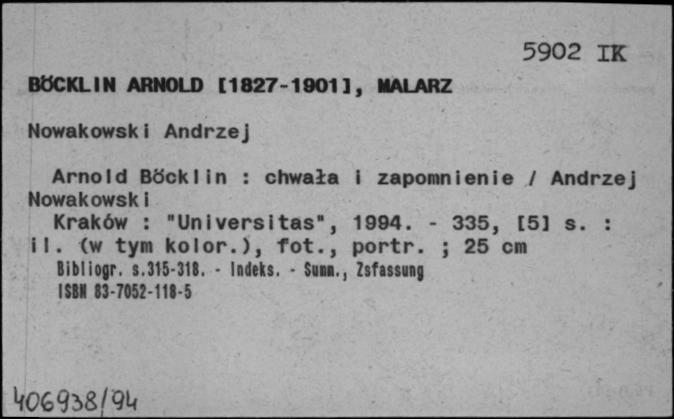 5902 IK
BÖCKLIN ARNOLD [1827-1901], MALARZ
Nowakowski Andrzej
Arnold Böcklin : chwała i zapomnienie / Andrzej
Nowakowski
Kraków : "Universitas", 1994. - 335, [5] s. :
il. (w tym kolor.), fot., portr. ; 25 cm
Bibliogr. s.315-318. - Indeks. - Summ., Zsfassung
ISBN 83-7052-118-5
406938/94